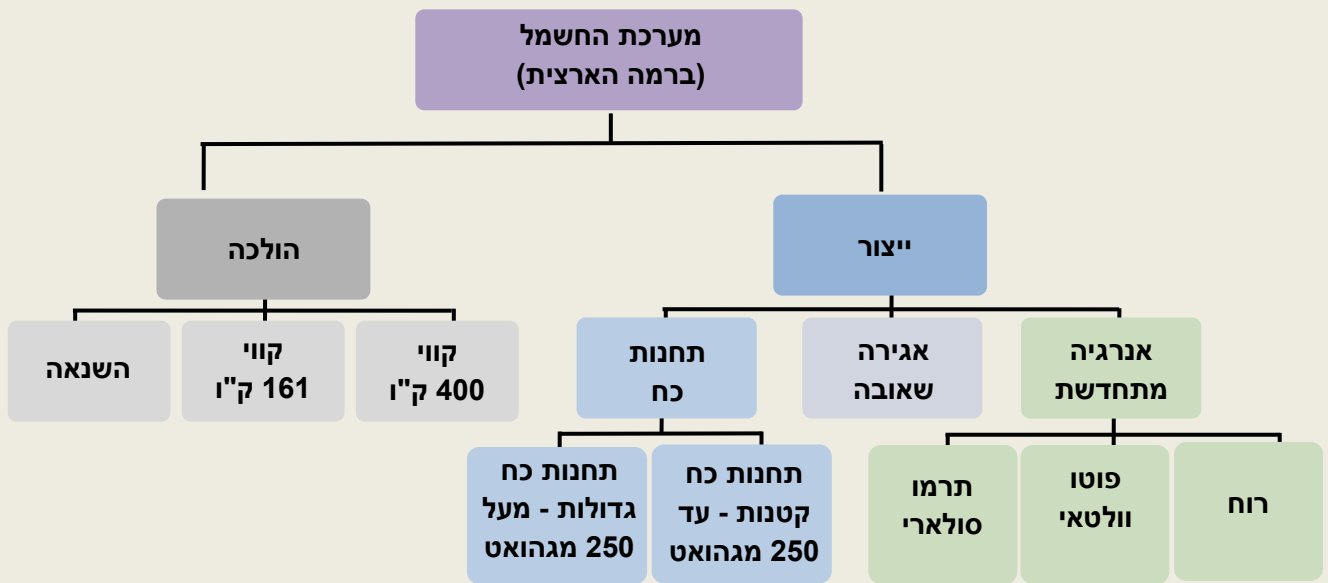 מערכת החשמל
(ברמה הארצית)
ייצור
הולכה
אנרגיה
מתחדשת
אגירה
שאובה
תחנות
כח
קווי
400 ק"ו
קווי
161 ק"ו
השנאה
רוח
פוטו
וולטאי
תרמו
סולארי
תחנות כח
קטנות - עד
250 מגהואט
תחנות כח
גדולות - מעל
250 מגהואט